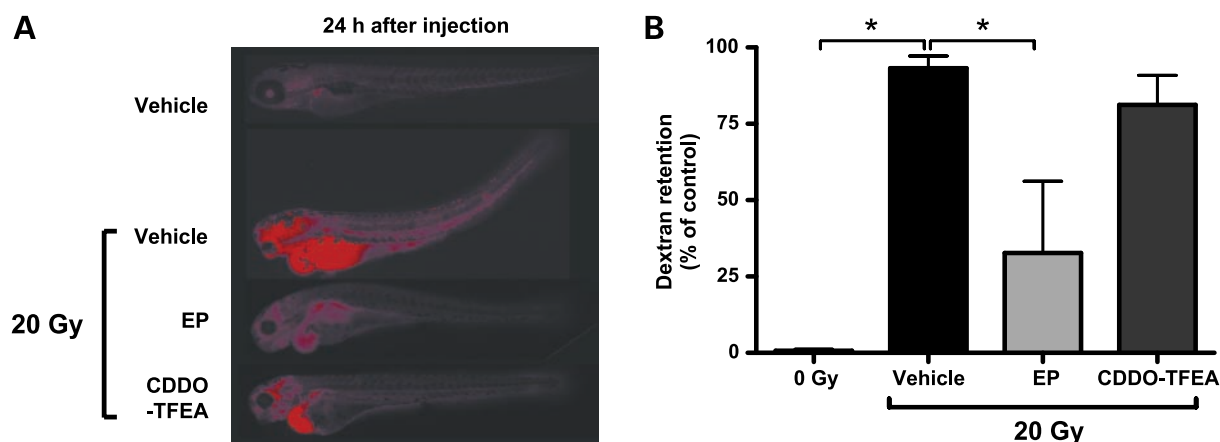 A
24 h after injection
Vehicle
Vehicle
20 Gy
EP
CDDO
-TFEA
B
* *
100
75
50
25
0
Dextran retention
(% of control)
0 Gy Vehicle EP CDDO-TFEA
20 Gy